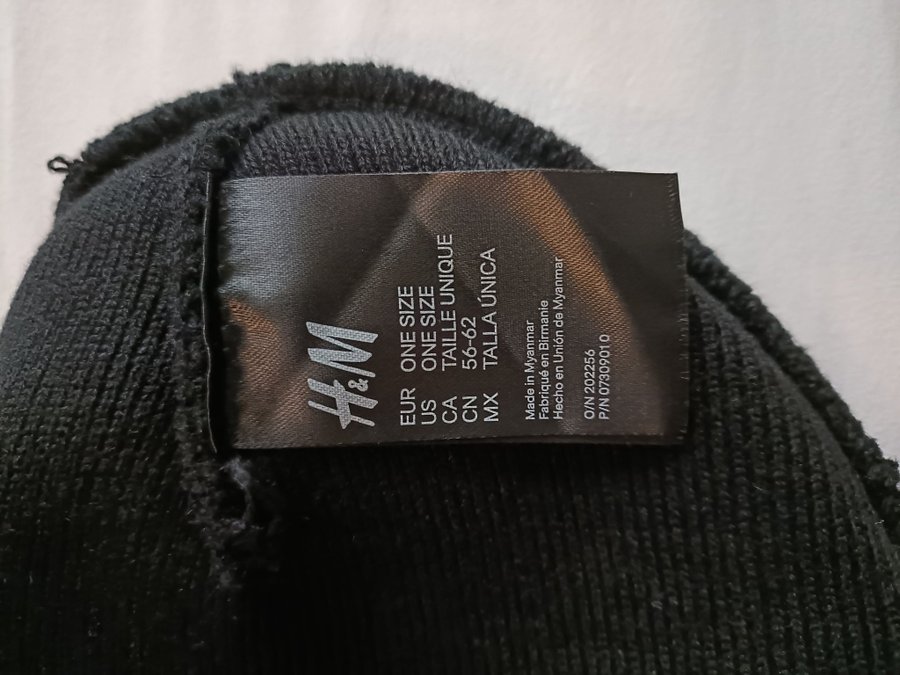 H&M
EUR ONE SIZE
US ONE SIZE
CA TAILLE UNIQUE
CN 56-62
MX TALLA ÚNICA
Made in Myanmar
Fabriqué en Birmanie
Hecho en Unión de Myanmar
O/N 202256
P/N 07309010